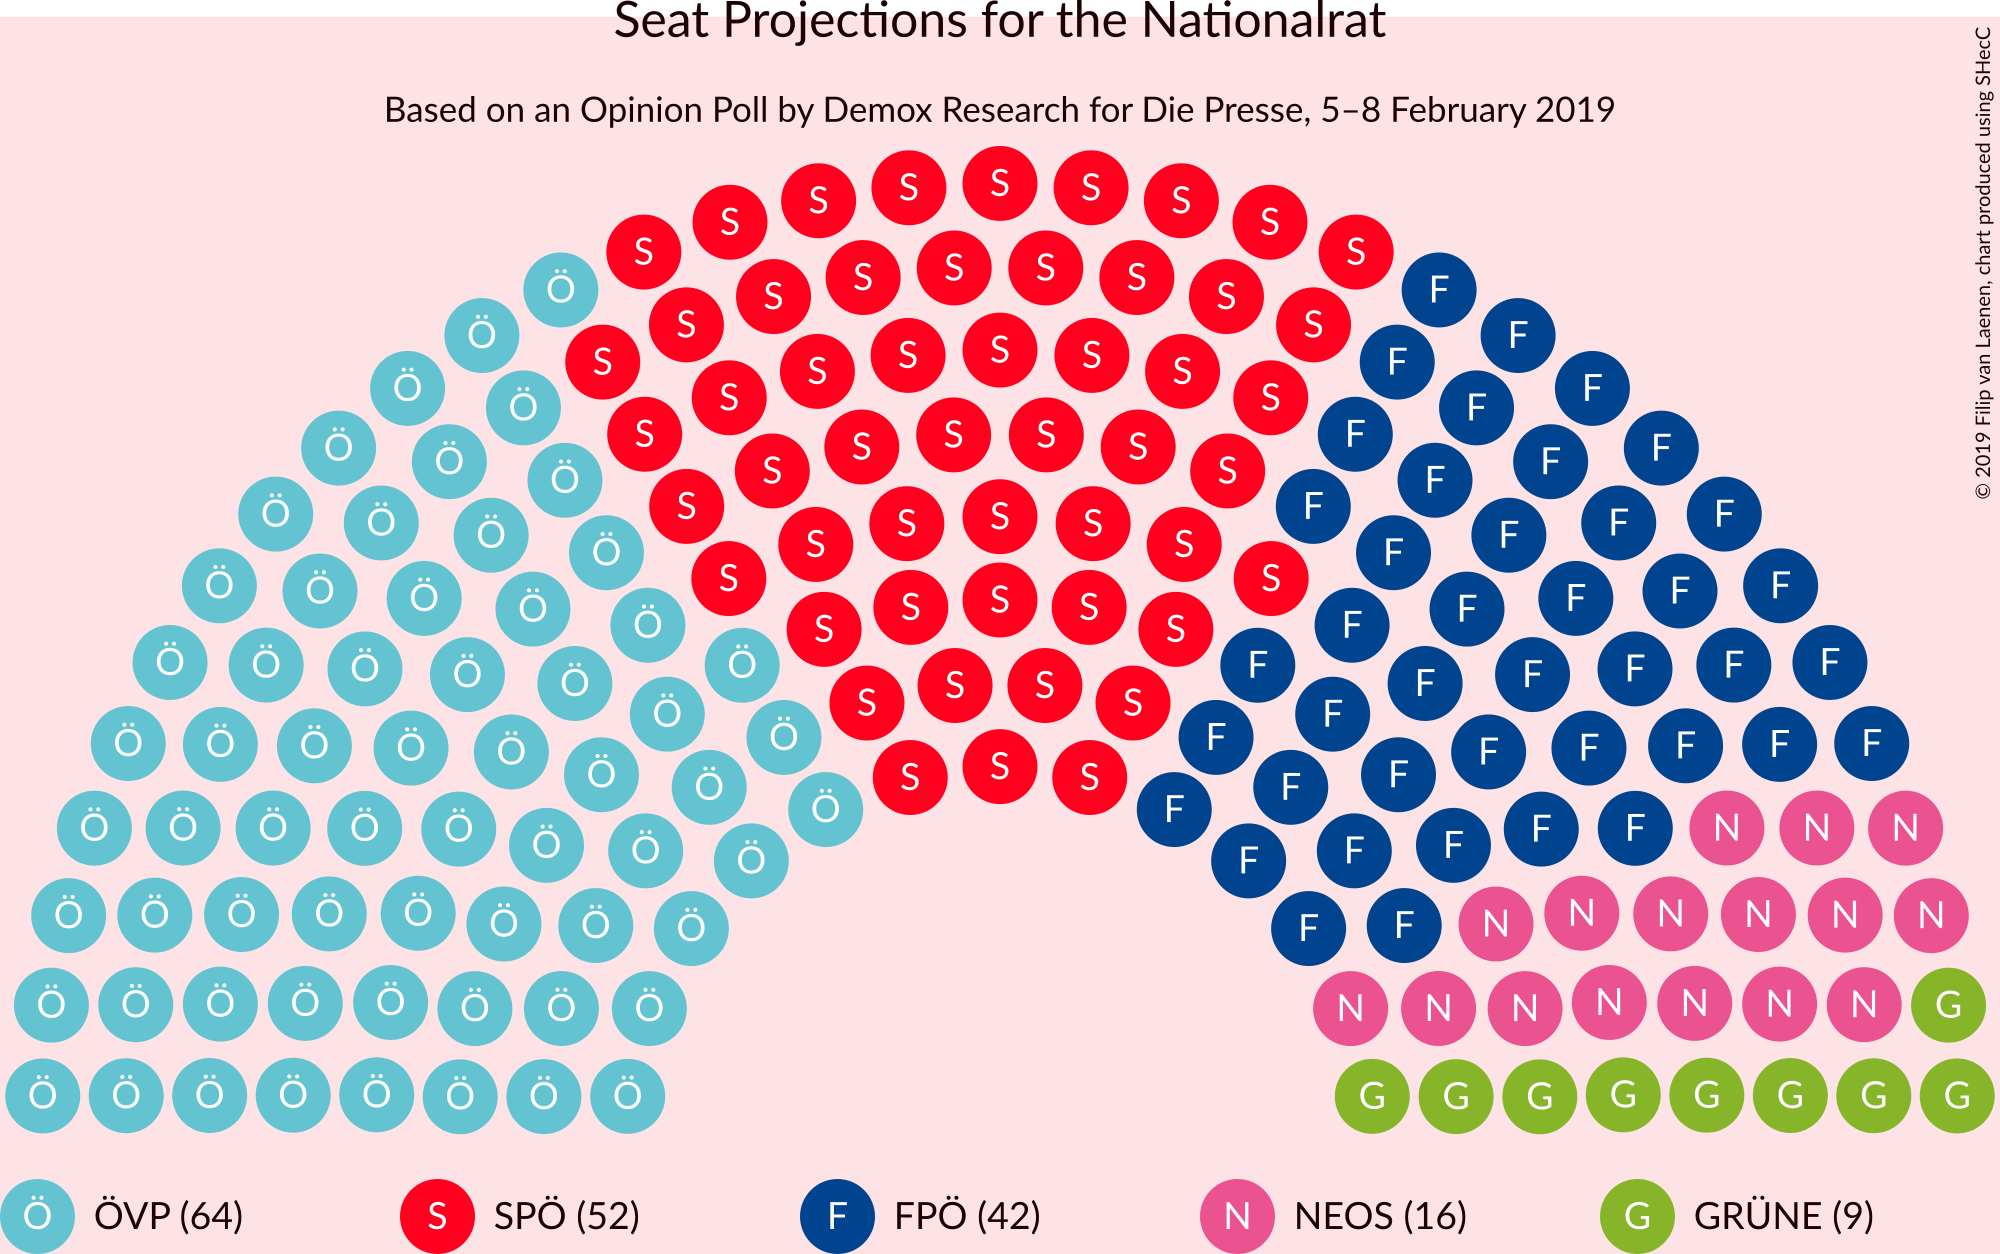 Seat Projections for the Nationalrat
Based on an Opinion Poll by Demox Research for Die Presse, 5–8 February 2019
© 2019 Filip van Laenen, chart produced using SHecC
S S S S S S S S S
Ö S S S S S S S S F
Ö S S S S S S S S S F F
Ö Ö S S S S S S S F F
Ö Ö Ö S S S S S S S F F F F
Ö Ö Ö Ö S S S S S F F F F
Ö Ö Ö Ö Ö S S S S S F F F F F
Ö Ö Ö Ö Ö Ö S S S S F F F F F F
Ö Ö Ö Ö Ö Ö Ö S S S F F F F F F F
Ö Ö Ö Ö Ö Ö Ö Ö Ö F F F F F F N N N
Ö Ö Ö Ö Ö Ö Ö Ö F F N N N N N N
Ö Ö Ö Ö Ö Ö Ö Ö N N N N N N N G
Ö Ö Ö Ö Ö Ö Ö Ö G G G G G G G G
Ö ÖVP (64) S SPÖ (52) F FPÖ (42) N NEOS (16) G GRÜNE (9)